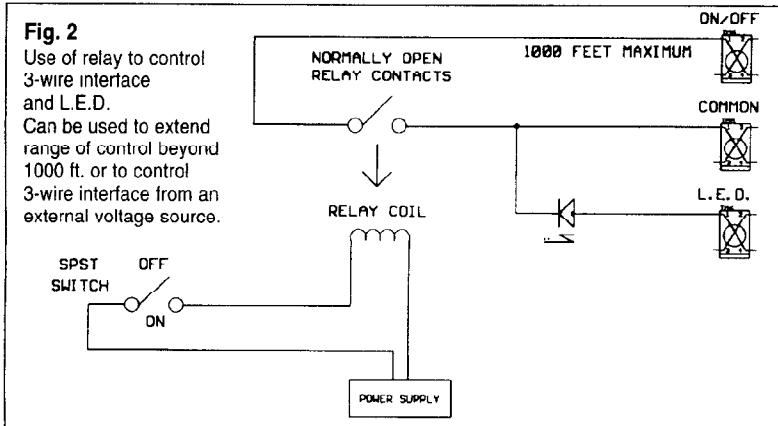 Fig. 2
Use of relay to control
3-wire interface
and L.E.D.
Can be used to extend
range of control beyond
1000 ft. or to control
3-wire interface from an
external voltage source.
NORMALLY OPEN
RELAY CONTACTS
1000 FEET MAXIMUM
ON/OFF
COMMON
L.E.D.
RELAY COIL
SPST
SWITCH
OFF
ON
POWER SUPPLY